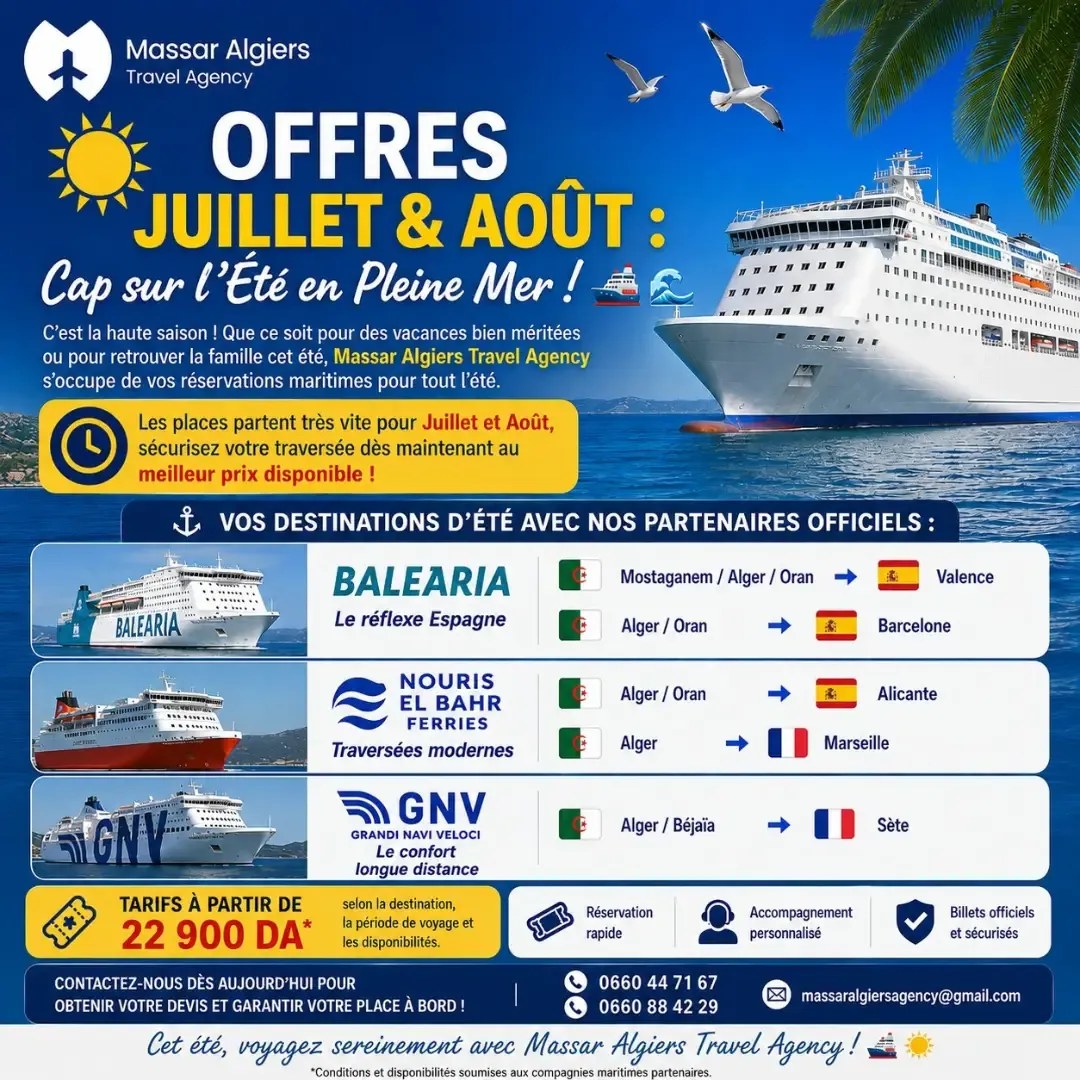 Massar Algiers
Travel Agency
OFFRES
JUILLET & AOÛT :
Cap sur l'Été en Pleine Mer !
C'est la haute saison ! Que ce soit pour des vacances bien méritées
ou pour retrouver la famille cet été, Massar Algiers Travel Agency
s'occupe de vos réservations maritimes pour tout l'été.
Les places partent très vite pour Juillet et Août,
sécurisez votre traversée dès maintenant au
meilleur prix disponible !
VOS DESTINATIONS D'ÉTÉ AVEC NOS PARTENAIRES OFFICIELS :
BALEARIA
BALEARIA
Le réflexe Espagne
Mostaganem / Alger / Oran → Valence
Alger / Oran → Barcelone
NOURIS
EL BAHR
FERRIES
Traversées modernes
Alger / Oran → Alicante
Alger → Marseille
GNV
GNV
GRANDI NAVI VELOCI
Le confort
longue distance
Alger / Béjaïa → Sète
TARIFS À PARTIR DE
22 900 DA*
selon la destination,
la période de voyage et
les disponibilités.
Réservation
rapide
Accompagnement
personnalisé
Billets officiels
et sécurisés
CONTACTEZ-NOUS DÈS AUJOURD'HUI POUR
OBTENIR VOTRE DEVIS ET GARANTIR VOTRE PLACE À BORD !
0660 44 71 67
0660 88 42 29
massaralgiersagency@gmail.com
Cet été, voyagez sereinement avec Massar Algiers Travel Agency !
*Conditions et disponibilités soumises aux compagnies maritimes partenaires.